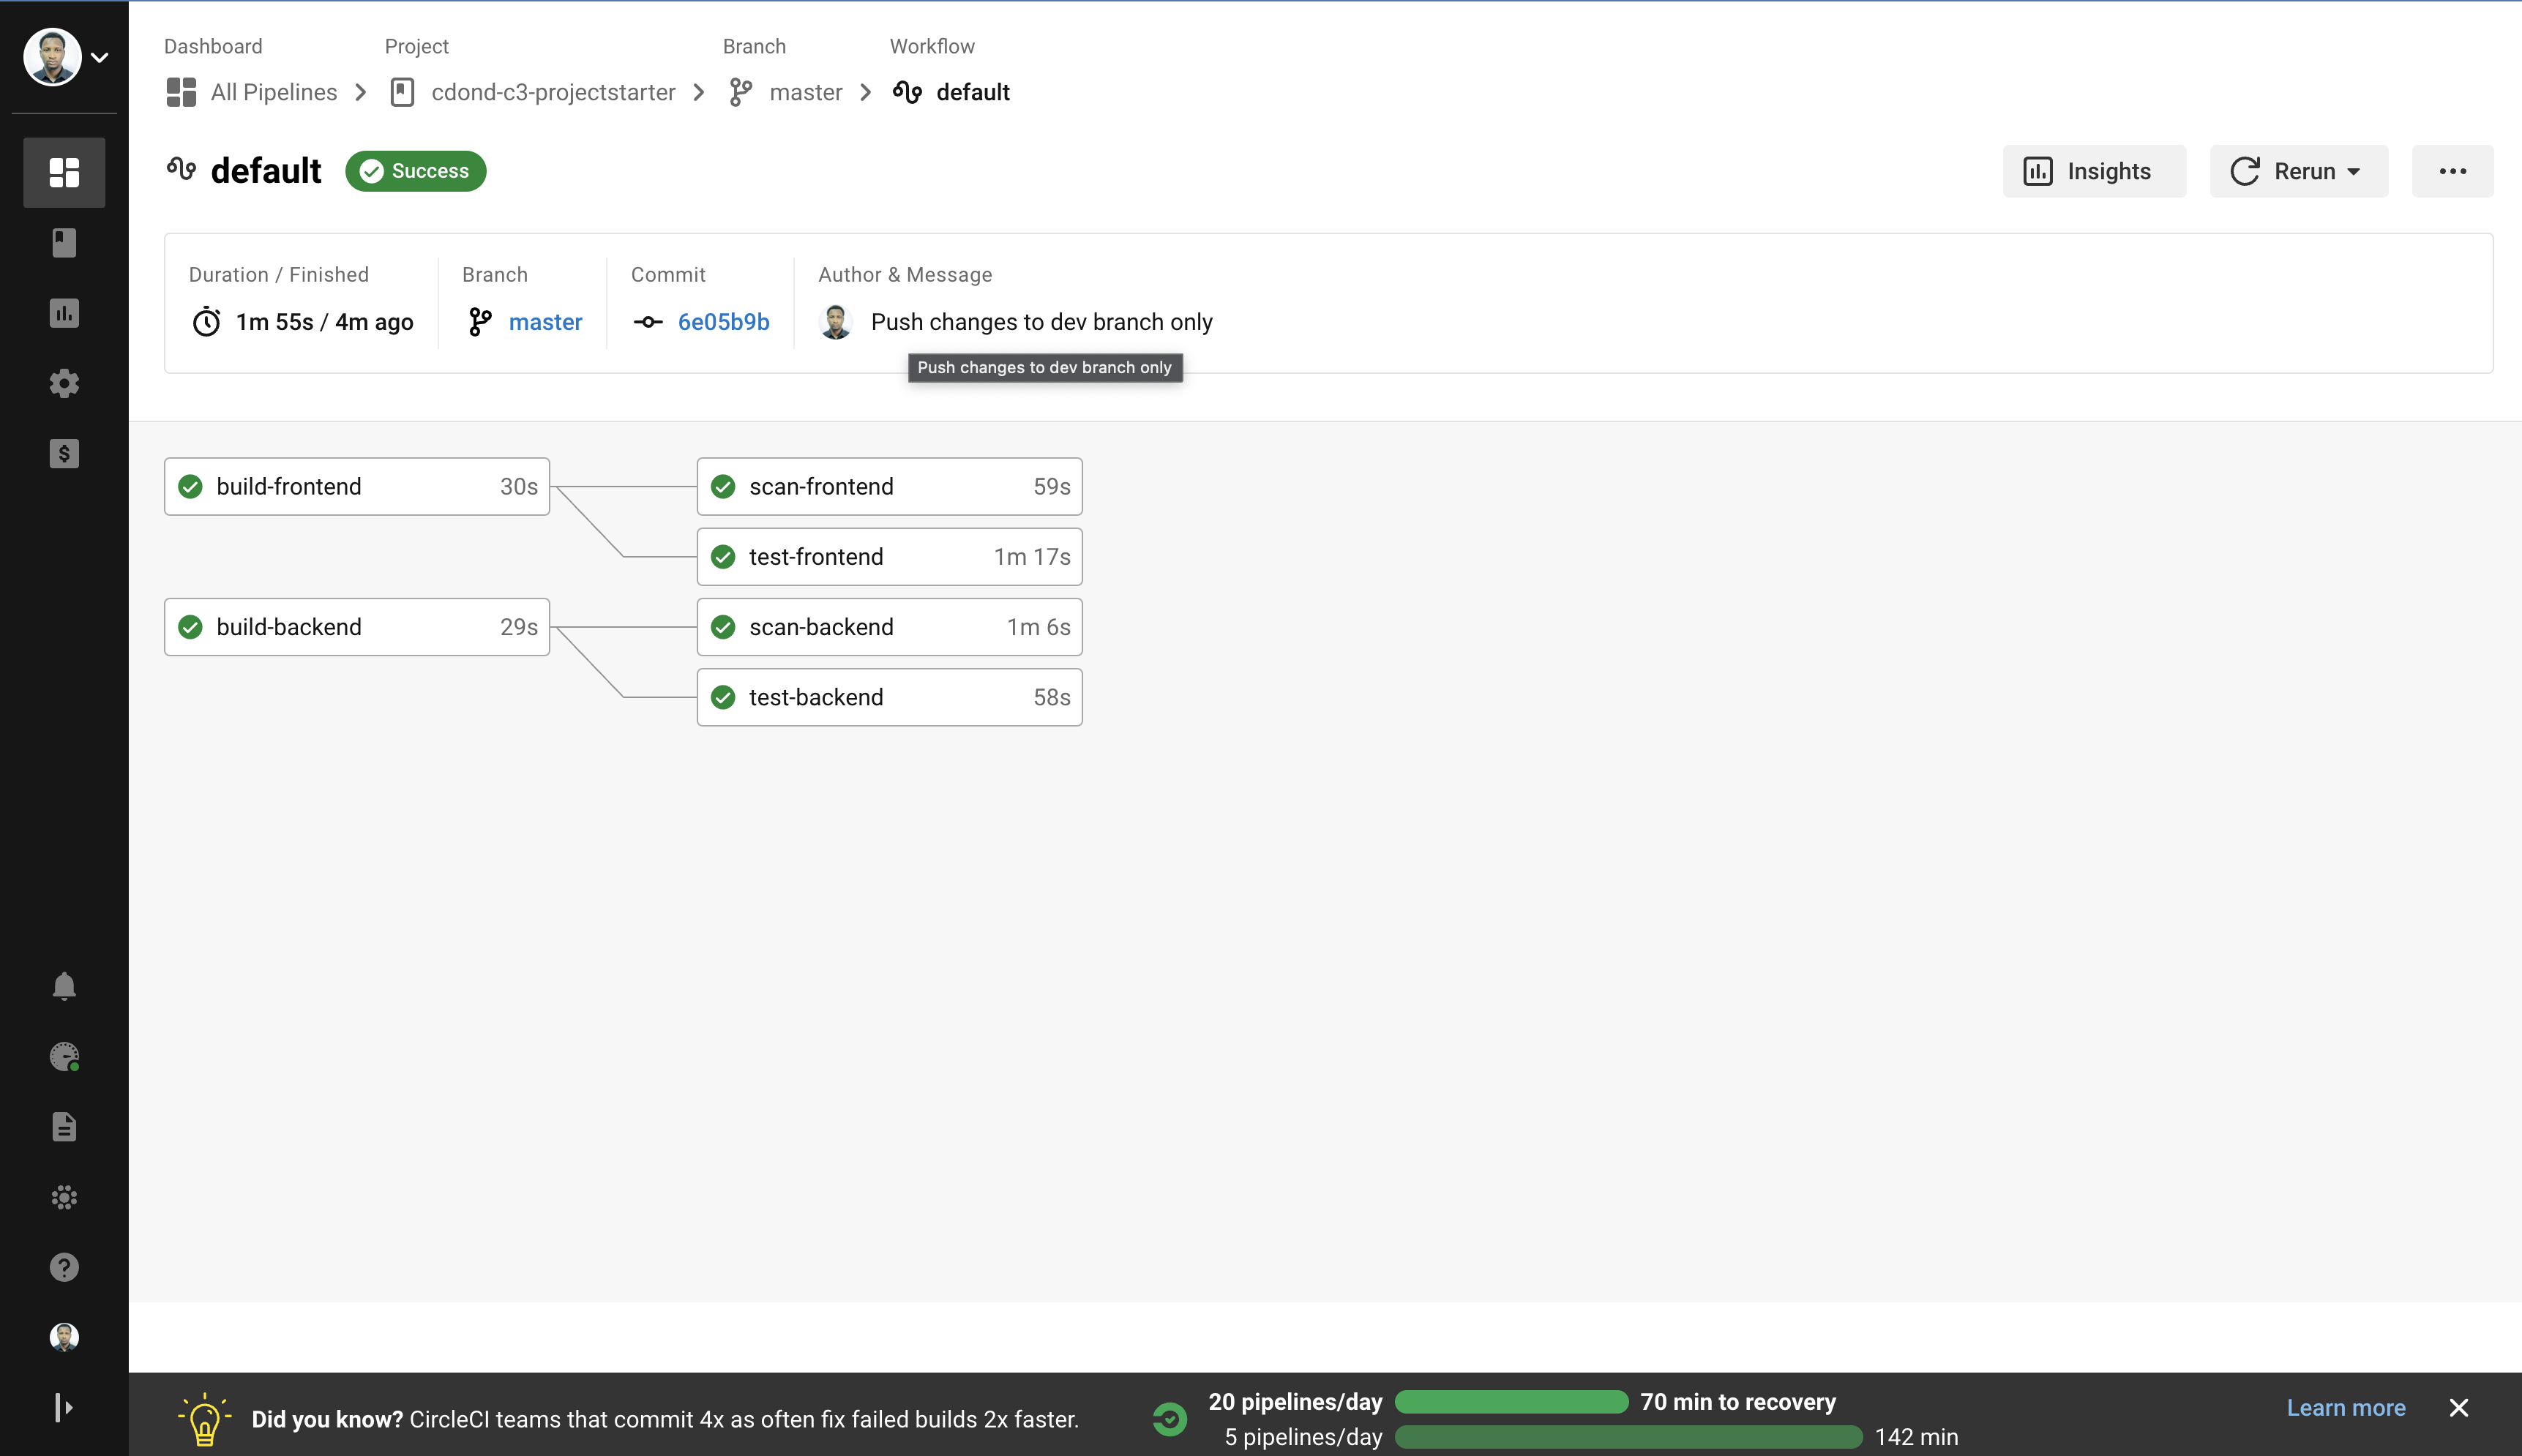 Dashboard Project Branch Workflow
All Pipelines cdond-c3-projectstarter master default
default Success Insights Rerun
Duration / Finished Branch Commit Author & Message
1m 55s / 4m ago master 6e05b9b Push changes to dev branch only
Push changes to dev branch only
build-frontend 30s scan-frontend 59s
test-frontend 1m 17s
build-backend 29s scan-backend 1m 6s
test-backend 58s
Did you know? CircleCI teams that commit 4x as often fix failed builds 2x faster.
20 pipelines/day 70 min to recovery
5 pipelines/day 142 min
Learn more